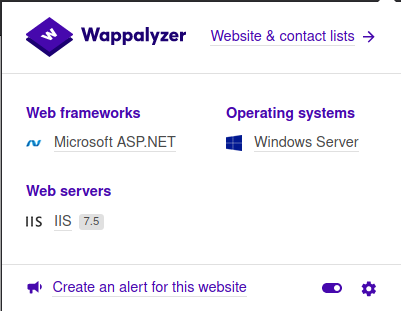 Wappalyzer
Website & contact lists
Web frameworks
Microsoft ASP.NET
Operating systems
Windows Server
Web servers
IIS IIS 7.5
Create an alert for this website